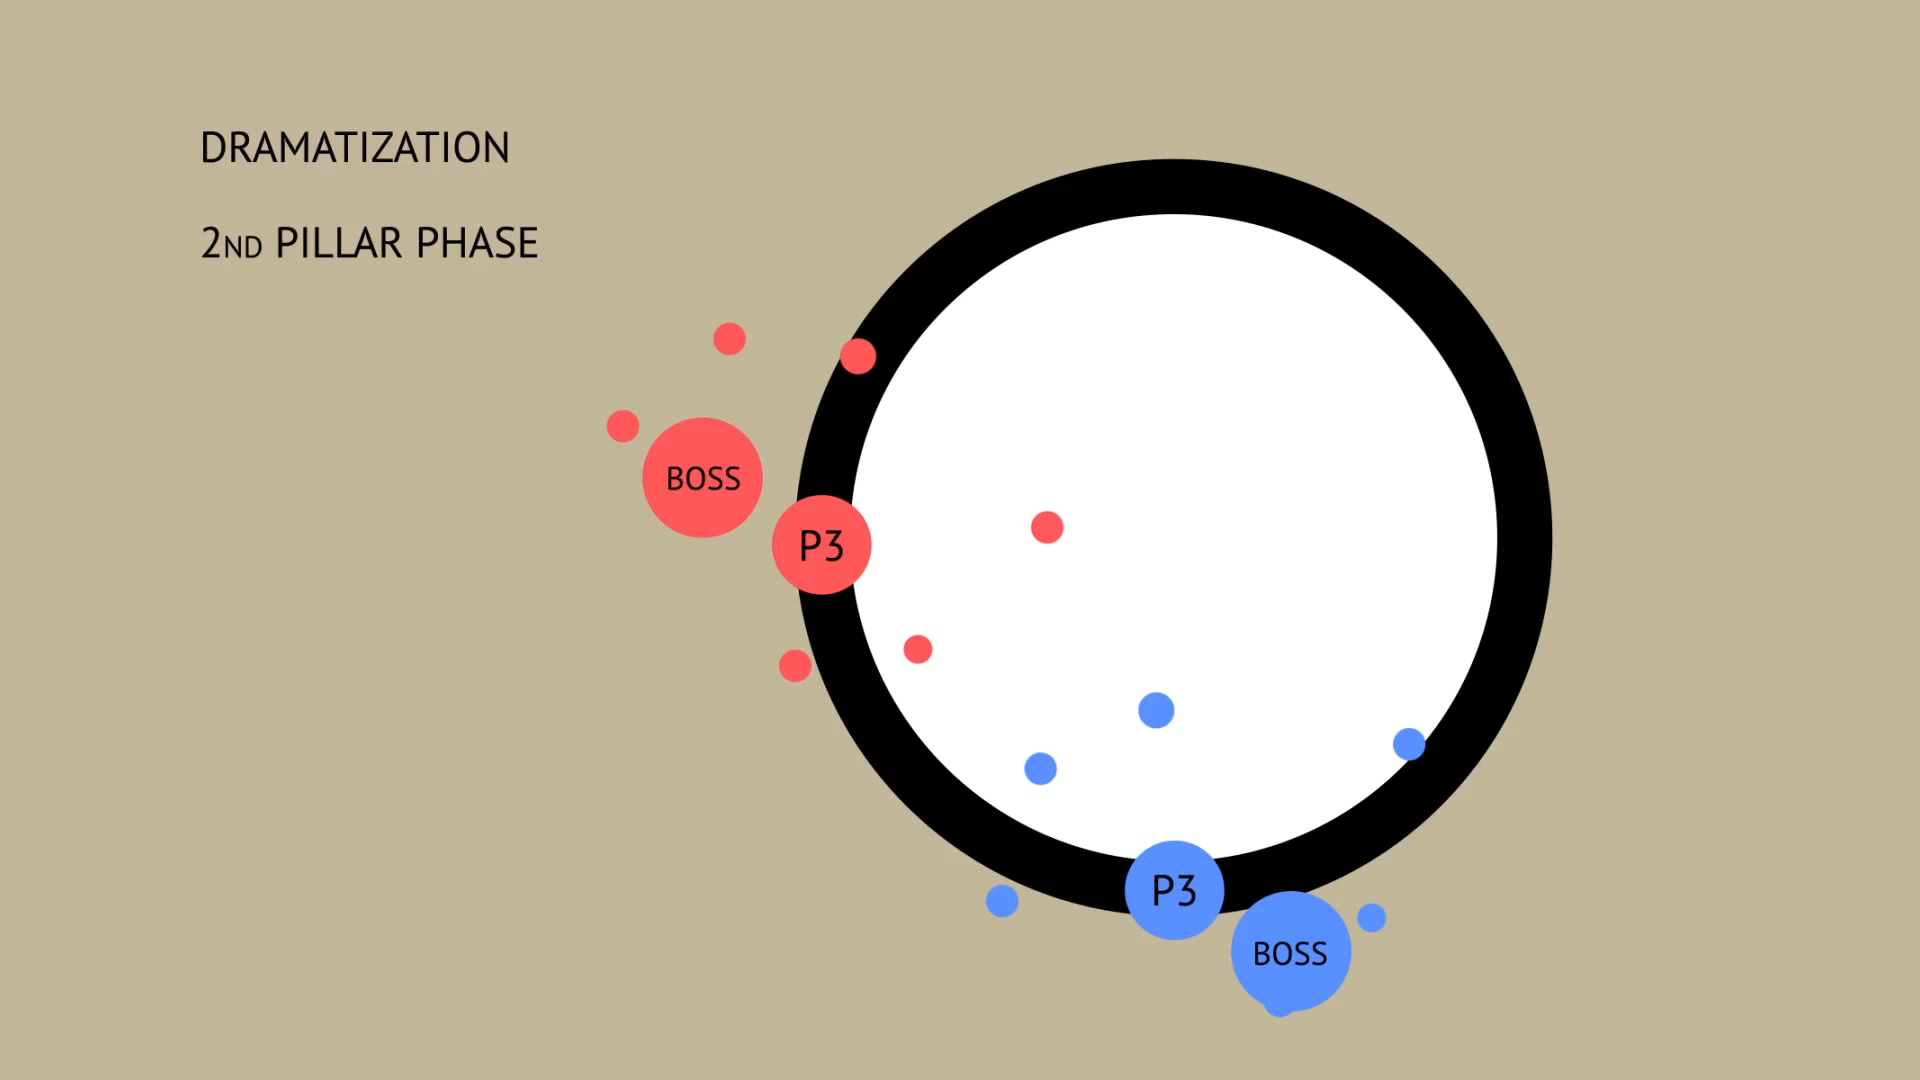 DRAMATIZATION
2ND PILLAR PHASE
BOSS
P3
P3
BOSS